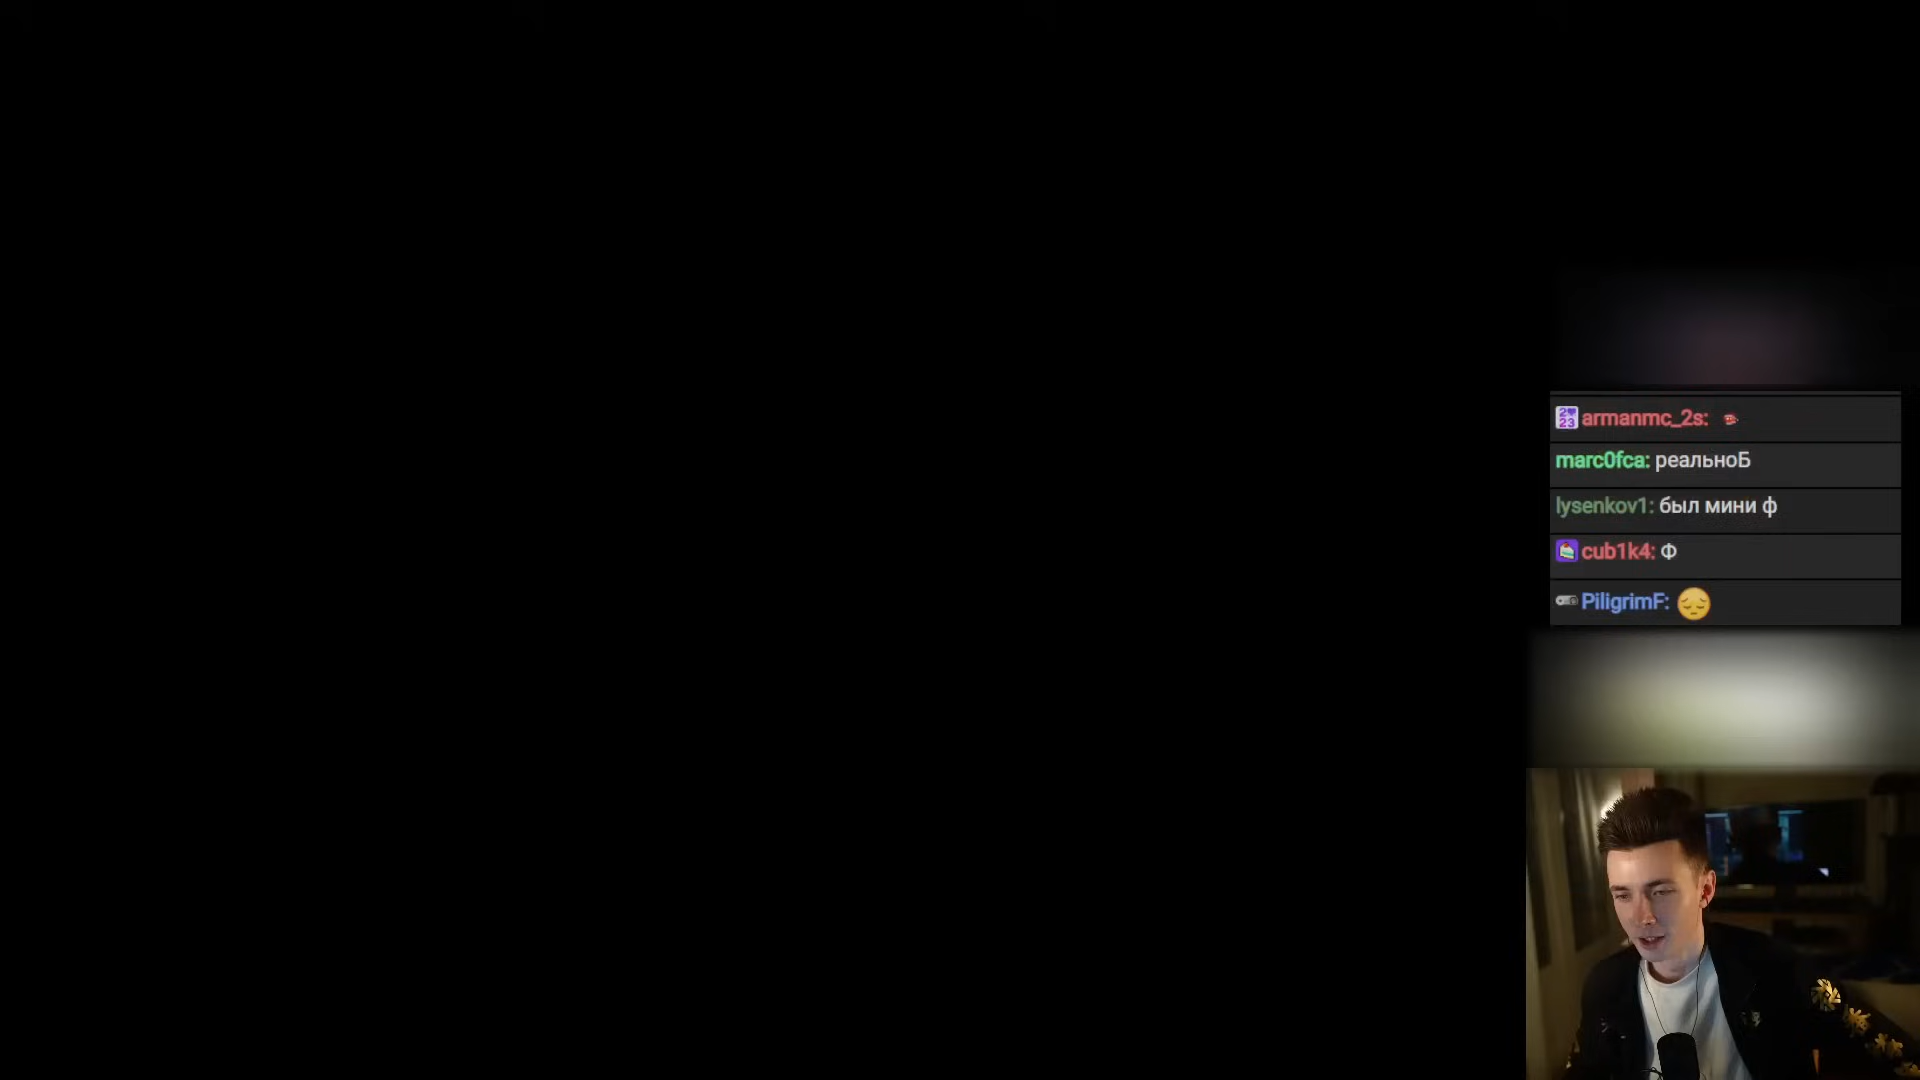 armanmc_2s:
marc0fca: реальноБ
lysenkov1: был мини ф
cub1k4: Ф
PiligrimF: 😔